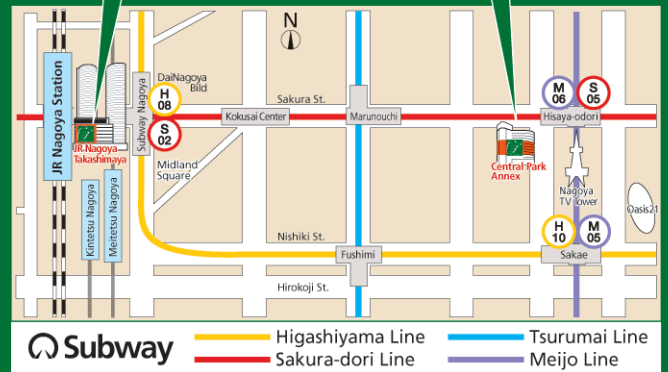 N
DaiNagoya
Bild
H
08
S
02
Sakura St.
M
06
S
05
JR Nagoya Station
JR Nagoya
Takashimaya
Subway Nagoya
Kokusai Center
Marunouchi
Hisaya-odori
Central Park
Annex
Midland
Square
Kintetsu Nagoya
Meitetsu Nagoya
Nagoya
TV Tower
Oasis21
Nishiki St.
H
10
M
05
Fushimi
Sakae
Hirokoji St.
Subway
Higashiyama Line
Tsurumai Line
Sakura-dori Line
Meijo Line